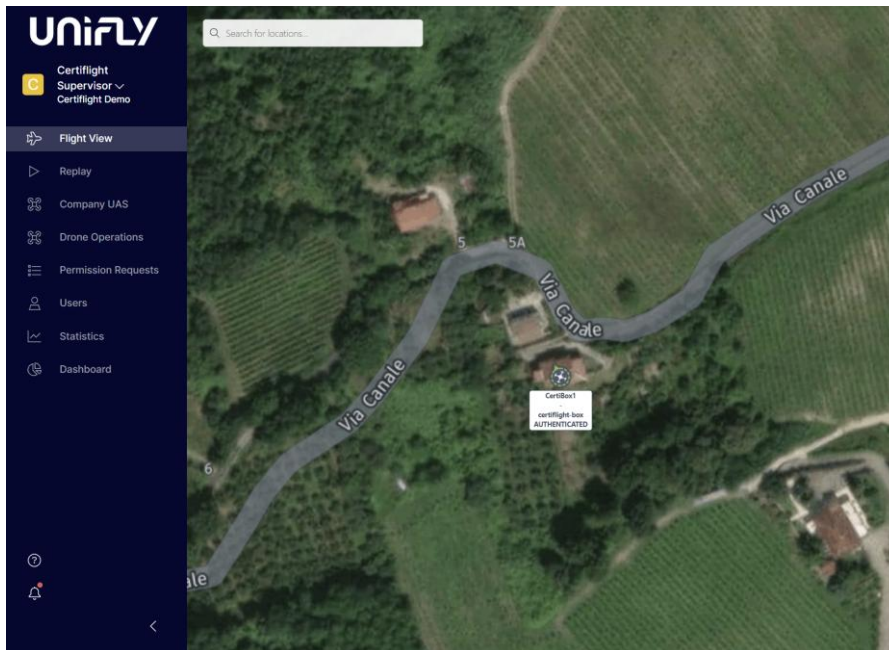 UNIFLY
C
Certiflight
Supervisor
Certiflight Demo
Flight View
Replay
Company UAS
Drone Operations
Permission Requests
Users
Statistics
Dashboard
?
Search for locations...
Via Canale
5
5A
Via Canale
Via Canale
CertiBox1
-
certiflight-box
AUTHENTICATED
6
ale